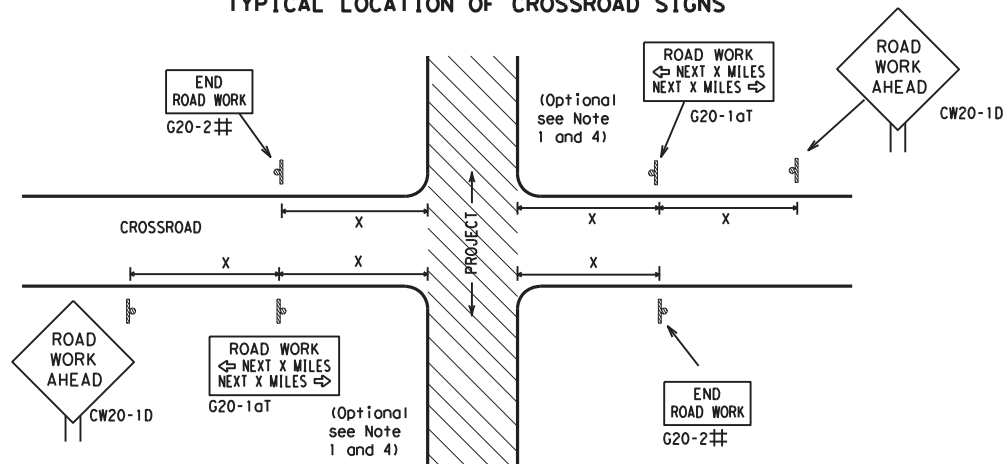 TYPICAL LOCATION OF CROSSROAD SIGNS
END
ROAD WORK
G20-2#
(Optional
see Note
1 and 4)
ROAD WORK
⇦ NEXT X MILES
NEXT X MILES ⇨
G20-1aT
ROAD
WORK
AHEAD
CW20-1D
X
X
X
CROSSROAD
PROJECT
X
X
X
ROAD
WORK
AHEAD
CW20-1D
ROAD WORK
⇦ NEXT X MILES
NEXT X MILES ⇨
G20-1aT
(Optional
see Note
1 and 4)
END
ROAD WORK
G20-2#